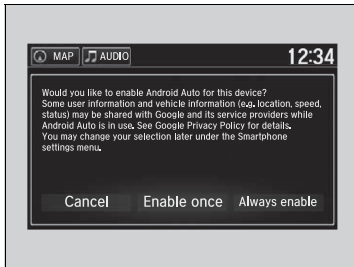 MAP AUDIO 12:34
Would you like to enable Android Auto for this device?
Some user information and vehicle information (e.g. location, speed,
status) may be shared with Google and its service providers while
Android Auto is in use. See Google Privacy Policy for details.
You may change your selection later under the Smartphone
settings menu.
Cancel Enable once Always enable